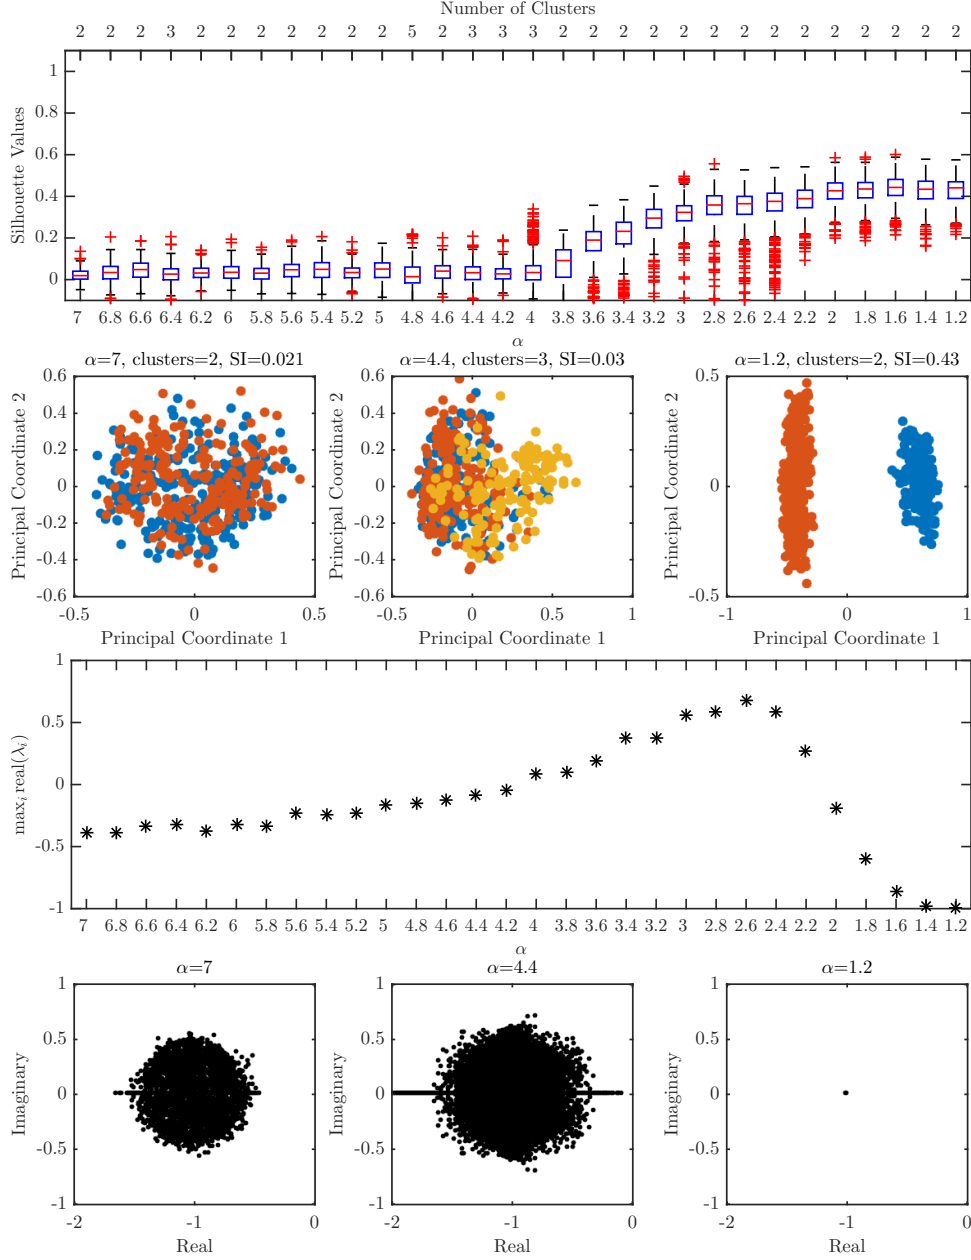 Number of Clusters
2 2 2 3 2 2 2 2 2 2 2 5 2 3 3 3 2 2 2 2 2 2 2 2 2 2 2 2 2 2
Sillhouette Values
1
0.8
0.6
0.4
0.2
0
7 6.8 6.6 6.4 6.2 6 5.8 5.6 5.4 5.2 5 4.8 4.6 4.4 4.2 4 3.8 3.6 3.4 3.2 3 2.8 2.6 2.4 2.2 2 1.8 1.6 1.4 1.2
α
α=7, clusters=2, SI=0.021
Principal Coordinate 2
0.6
0.4
0.2
0
-0.2
-0.4
-0.6
-0.5 0 0.5
Principal Coordinate 1
α=4.4, clusters=3, SI=0.03
Principal Coordinate 2
0.6
0.4
0.2
0
-0.2
-0.4
-0.6
-0.5 0 0.5 1
Principal Coordinate 1
α=1.2, clusters=2, SI=0.43
Principal Coordinate 2
0.5
0
-0.5
-1 0 1
Principal Coordinate 1
max_i real(λ_i)
1
0.5
0
-0.5
-1
7 6.8 6.6 6.4 6.2 6 5.8 5.6 5.4 5.2 5 4.8 4.6 4.4 4.2 4 3.8 3.6 3.4 3.2 3 2.8 2.6 2.4 2.2 2 1.8 1.6 1.4 1.2
α
α=7
Imaginary
1
0.5
0
-0.5
-1
-2 -1 0
Real
α=4.4
Imaginary
1
0.5
0
-0.5
-1
-2 -1 0
Real
α=1.2
Imaginary
1
0.5
0
-0.5
-1
-2 -1 0
Real